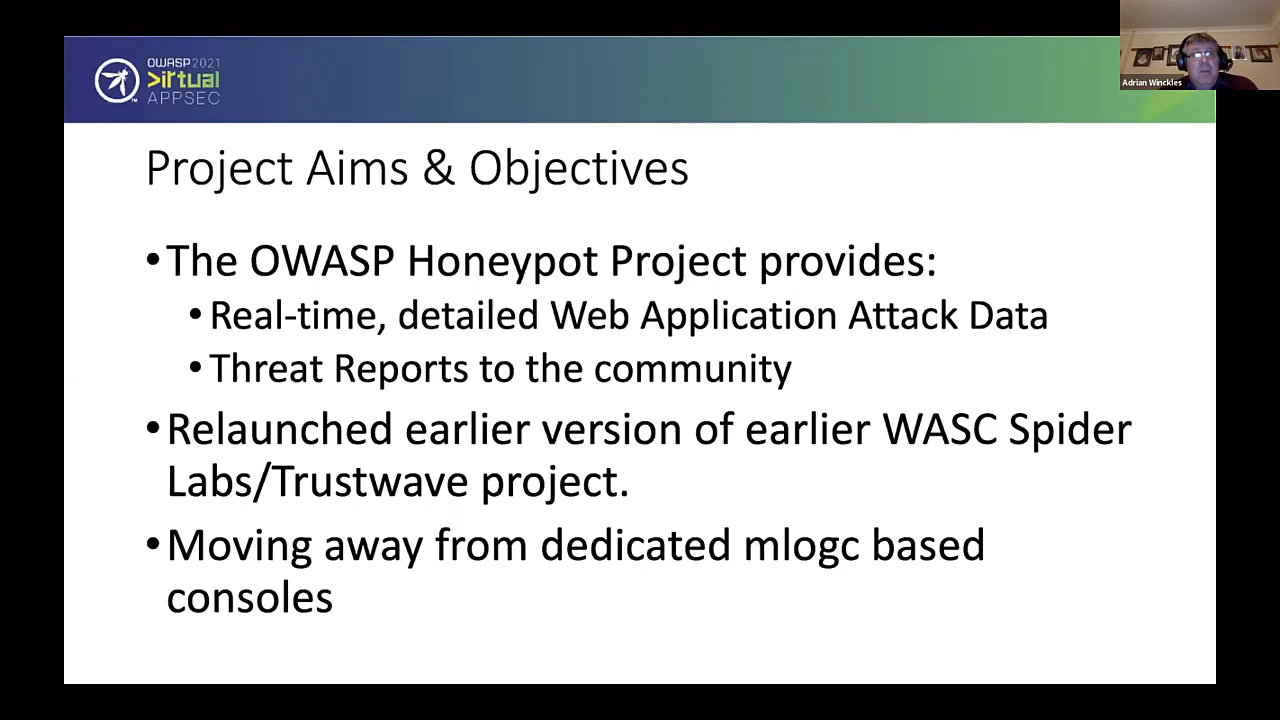 OWASP 2021
Virtual
APPSEC
Adrian Winckles
Project Aims & Objectives
•The OWASP Honeypot Project provides:
•Real-time, detailed Web Application Attack Data
•Threat Reports to the community
•Relaunched earlier version of earlier WASC Spider
Labs/Trustwave project.
•Moving away from dedicated mlogc based
consoles